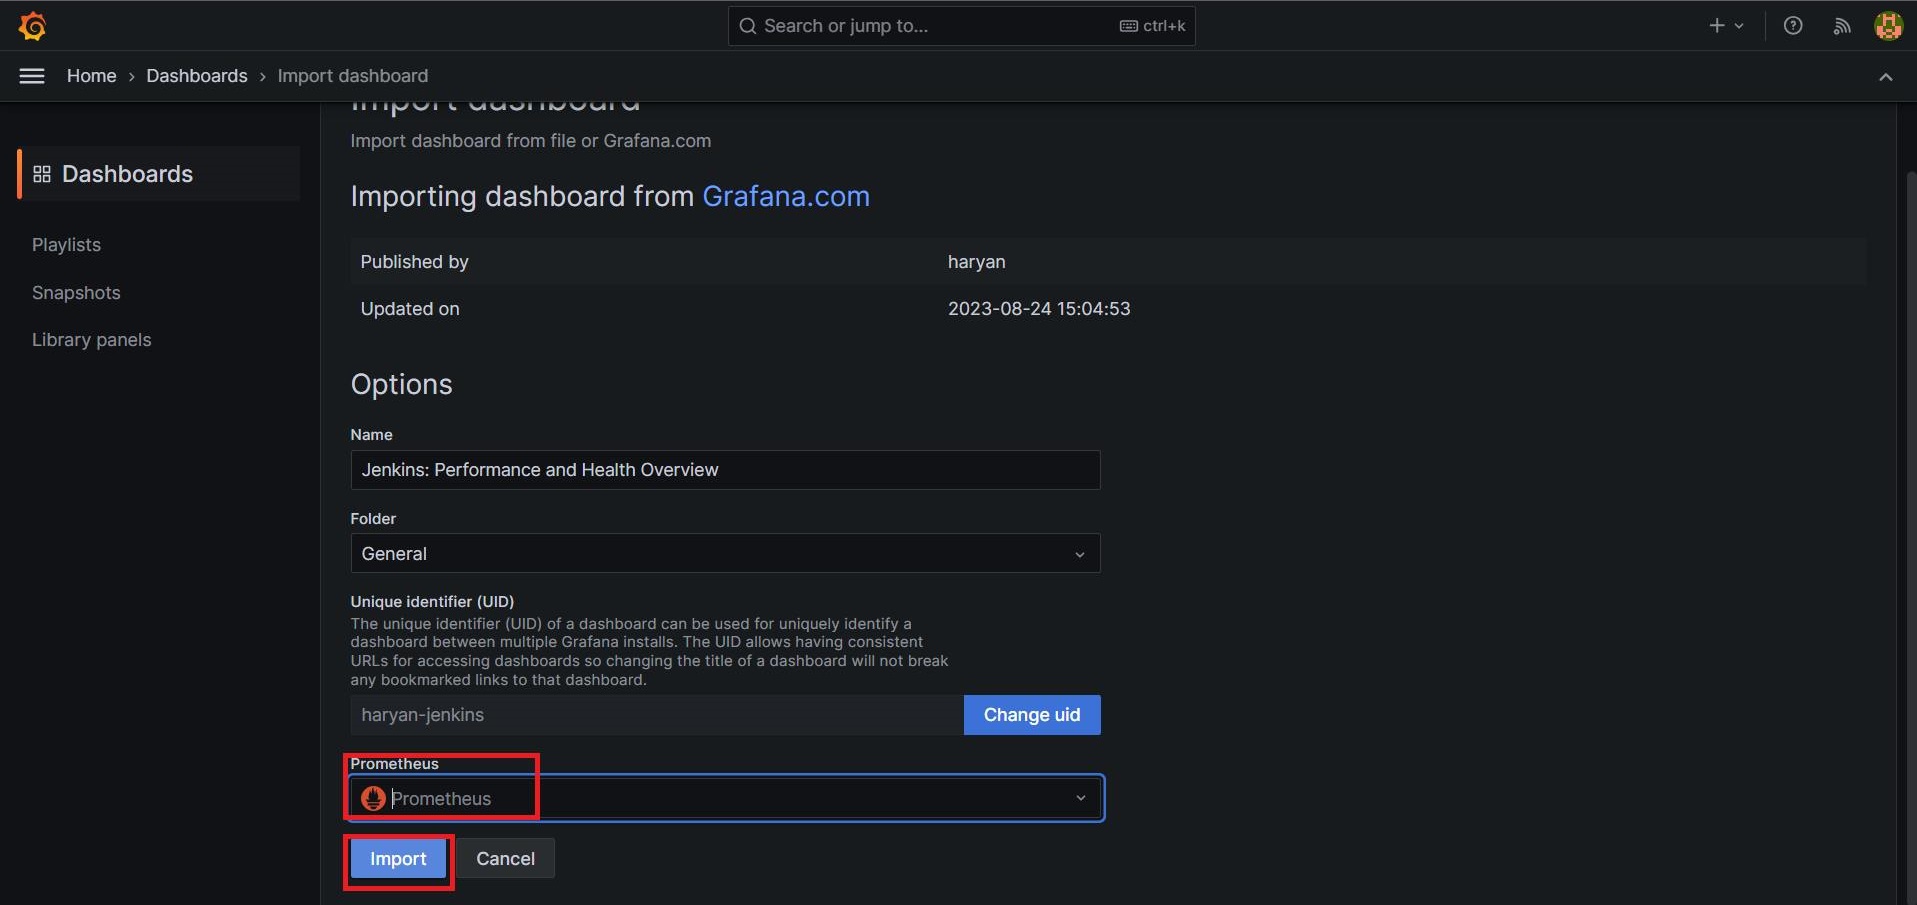 Search or jump to...
ctrl+k
Home › Dashboards › Import dashboard
Import dashboard
Import dashboard from file or Grafana.com
Dashboards
Playlists
Snapshots
Library panels
Importing dashboard from Grafana.com
Published by haryan
Updated on 2023-08-24 15:04:53
Options
Name
Jenkins: Performance and Health Overview
Folder
General
Unique identifier (UID)
The unique identifier (UID) of a dashboard can be used for uniquely identify a
dashboard between multiple Grafana installs. The UID allows having consistent
URLs for accessing dashboards so changing the title of a dashboard will not break
any bookmarked links to that dashboard.
haryan-jenkins
Change uid
Prometheus
Prometheus
Import
Cancel